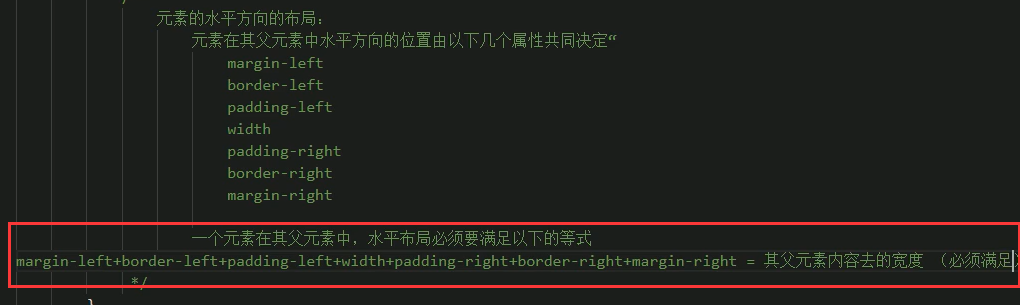 元素的水平方向的布局：
元素在其父元素中水平方向的位置由以下几个属性共同决定“
margin-left
border-left
padding-left
width
padding-right
border-right
margin-right
一个元素在其父元素中，水平布局必须要满足以下的等式
margin-left+border-left+padding-left+width+padding-right+border-right+margin-right = 其父元素内容去的宽度 （必须满足）
*/
}